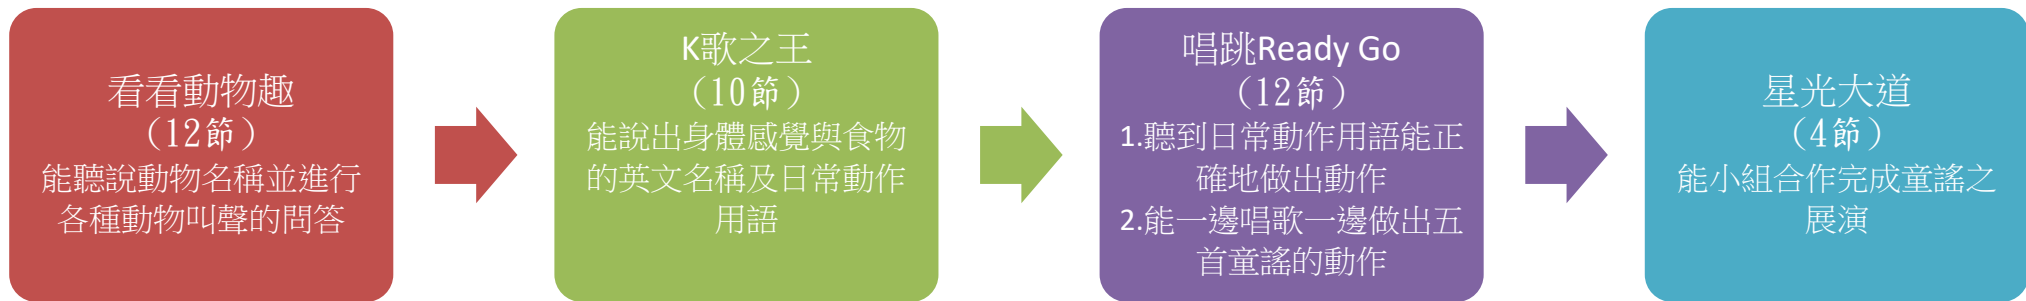 看看動物趣
（12節）
能聽說動物名稱並進行
各種動物叫聲的問答
K歌之王
（10節）
能說出身體感覺與食物
的英文名稱及日常動作
用語
唱跳Ready Go
（12節）
1.聽到日常動作用語能正
確地做出動作
2.能一邊唱歌一邊做出五
首童謠的動作
星光大道
（4節）
能小組合作完成童謠之
展演